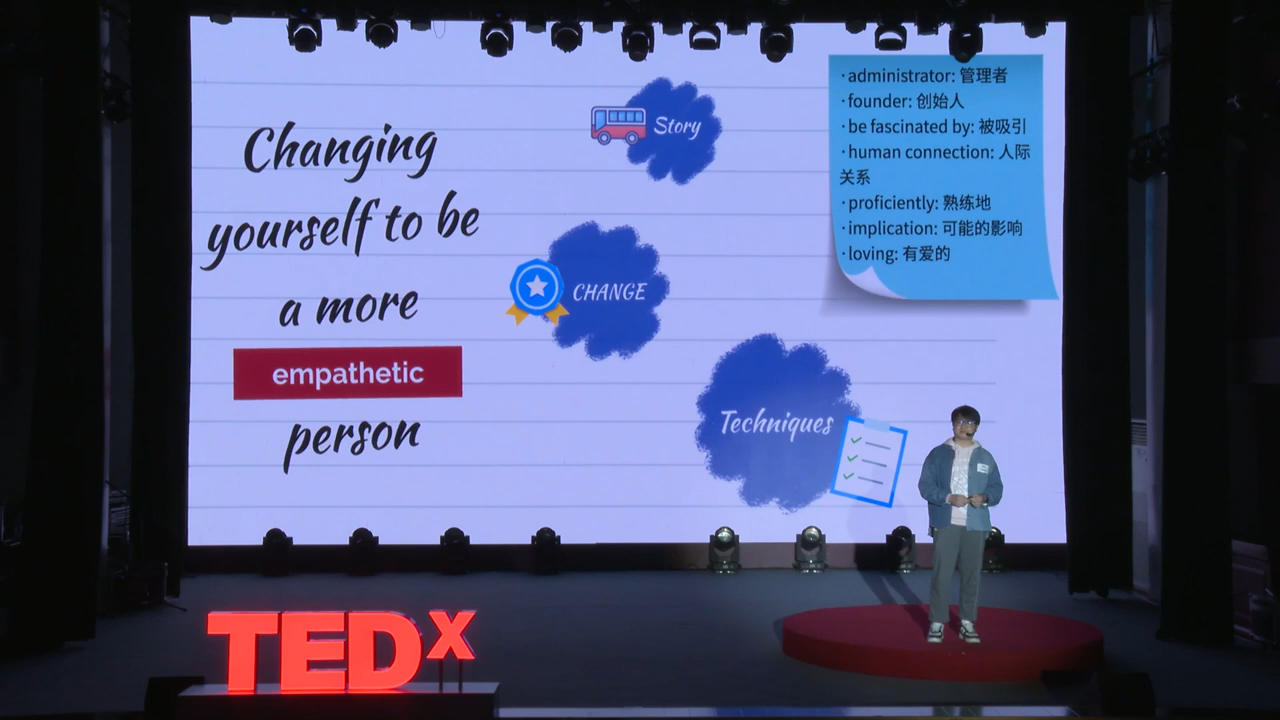 Changing
yourself to be
a more
empathetic
person
Story
CHANGE
Techniques
·administrator: 管理者
·founder: 创始人
·be fascinated by: 被吸引
·human connection: 人际
关系
·proficiently: 熟练地
·implication: 可能的影响
·loving: 有爱的
TEDx